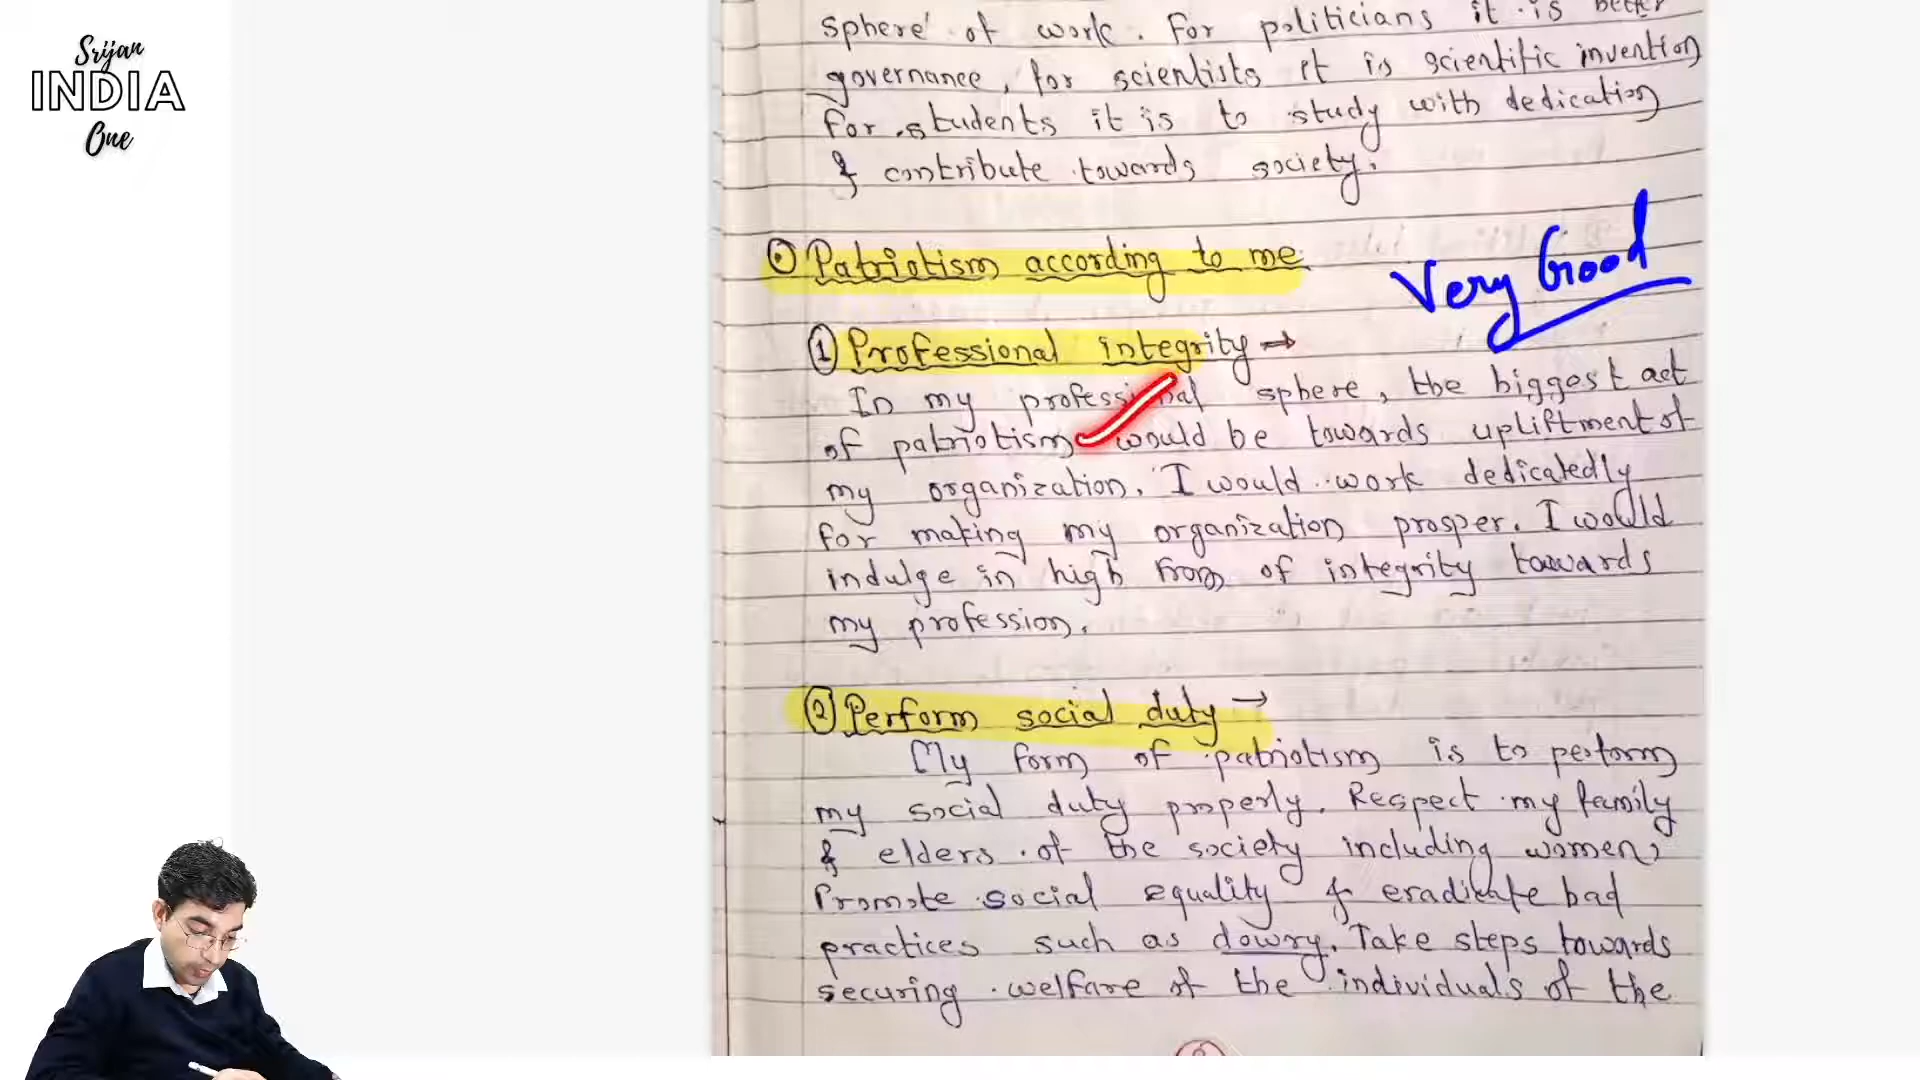 Srijan
INDIA
One
sphere of work. For politicians it is better
governance, for scientists it is scientific invention
for students it is to study with dedication
& contribute towards society.
Patriotism according to me
Very Good
① Professional integrity →
In my professional sphere, the biggest act
of patriotism would be towards upliftment of
my organization. I would work dedicatedly
for making my organization prosper. I would
indulge in high from of integrity towards
my profession.
② Perform social duty →
My form of patriotism is to perform
my social duty properly. Respect my family
& elders of the society including women,
Promote social equality & eradicate bad
practices such as dowry. Take steps towards
securing welfare of the individuals of the